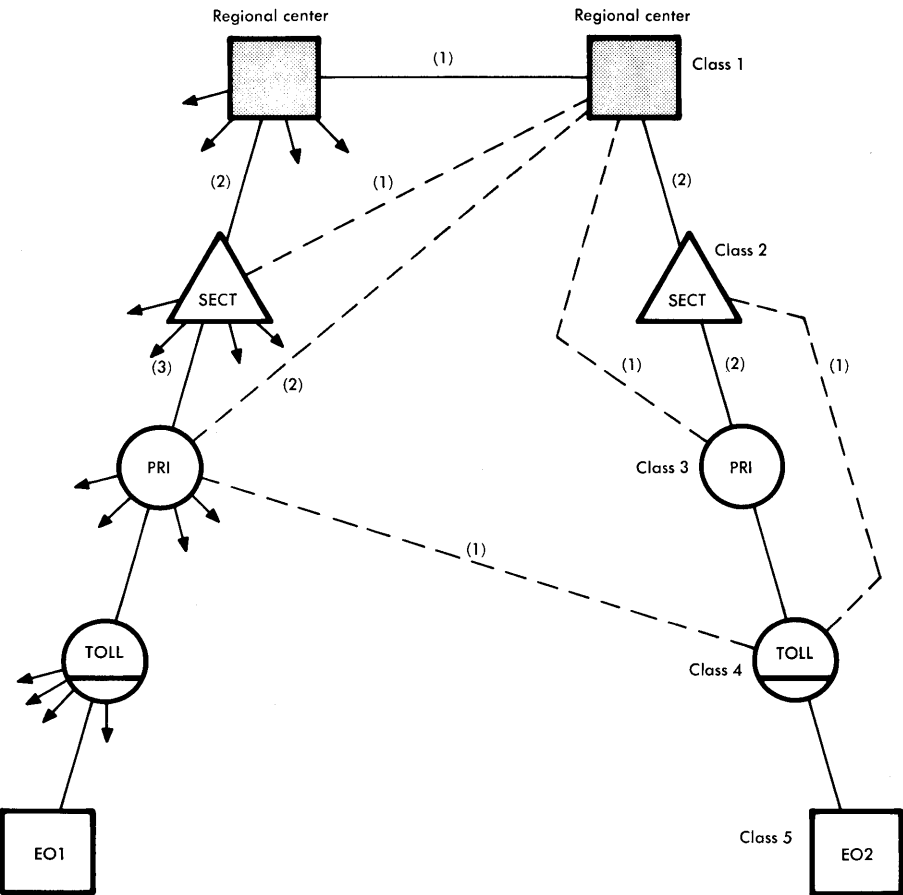 Regional center
Regional center
(1)
Class 1
(2)
(1)
(2)
Class 2
SECT
SECT
(3)
(2)
(1)
(2)
(1)
PRI
Class 3
PRI
(1)
TOLL
TOLL
Class 4
EO1
Class 5
EO2